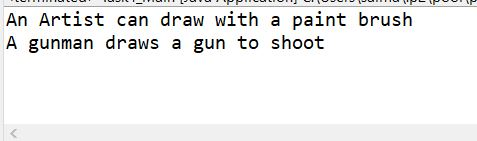 An Artist can draw with a paint brush
A gunman draws a gun to shoot